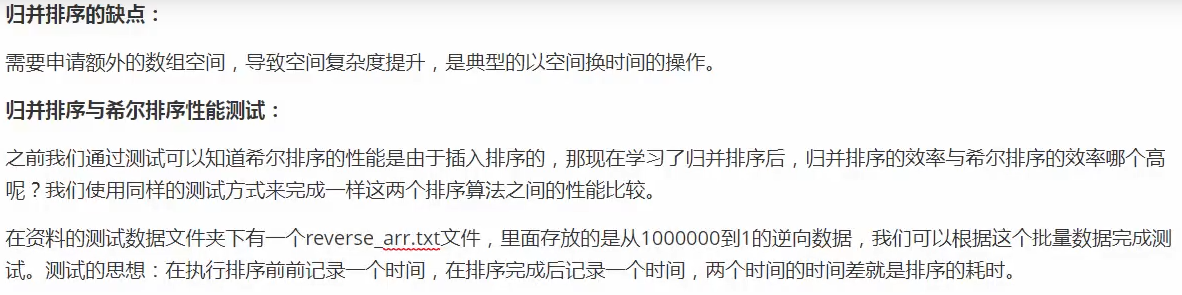 归并排序的缺点：
需要申请额外的数组空间，导致空间复杂度提升，是典型的以空间换时间的操作。
归并排序与希尔排序性能测试：
之前我们通过测试可以知道希尔排序的性能是由于插入排序的，那现在学习了归并排序后，归并排序的效率与希尔排序的效率哪个高
呢？我们使用同样的测试方式来完成一样这两个排序算法之间的性能比较。
在资料的测试数据文件夹下有一个reverse_arr.txt文件，里面存放的是从1000000到1的逆向数据，我们可以根据这个批量数据完成测
试。测试的思想：在执行排序前前记录一个时间，在排序完成后记录一个时间，两个时间的时间差就是排序的耗时。